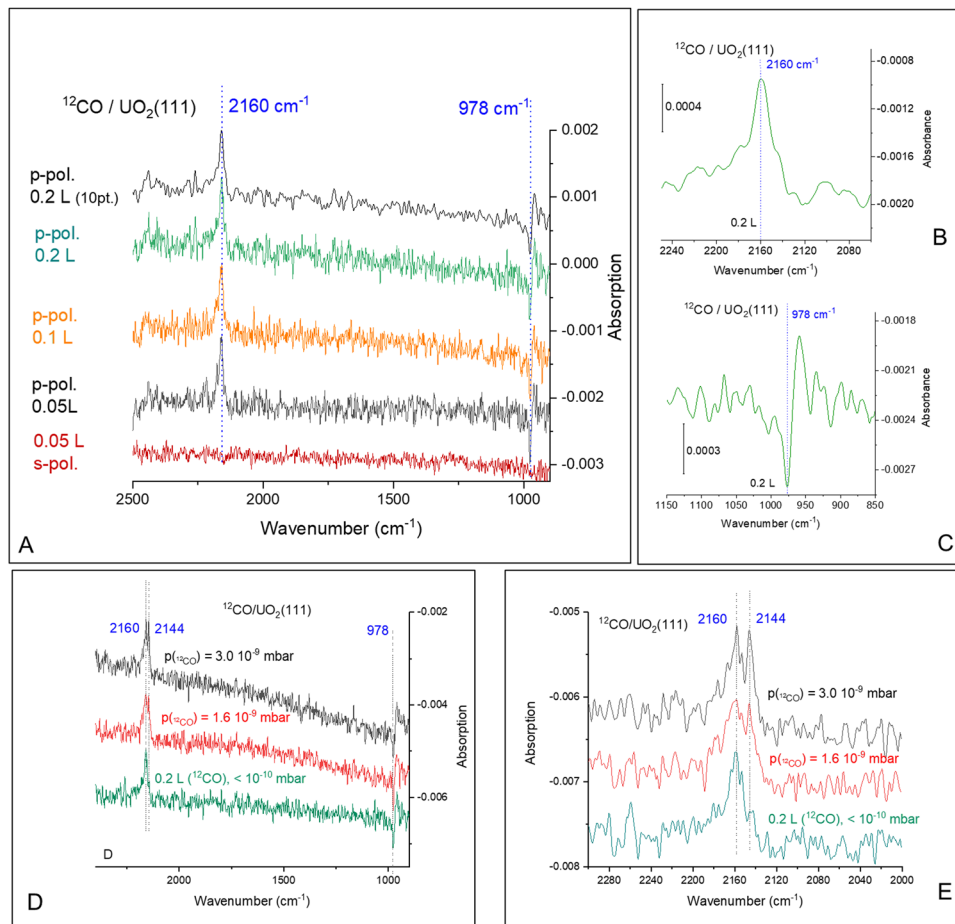 ¹²CO / UO₂(111)
2160 cm⁻¹
978 cm⁻¹
p-pol.
0.2 L (10pt.)
p-pol.
0.2 L
p-pol.
0.1 L
p-pol.
0.05L
0.05 L
s-pol.
0.002
0.001
0.000
-0.001
-0.002
-0.003
Absorption
2500
2000
1500
1000
Wavenumber (cm⁻¹)
A
¹²CO / UO₂(111)
2160 cm⁻¹
0.0004
-0.0008
-0.0012
-0.0016
-0.0020
Absorbance
0.2 L
2240
2200
2160
2120
2080
Wavenumber (cm⁻¹)
B
¹²CO / UO₂(111)
978 cm⁻¹
0.0003
-0.0018
-0.0021
-0.0024
-0.0027
Absorbance
0.2 L
1150
1100
1050
1000
950
900
850
Wavenumber (cm⁻¹)
C
¹²CO/UO₂(111)
2160
2144
978
p(₁₂CO) = 3.0 10⁻⁹ mbar
p(₁₂CO) = 1.6 10⁻⁹ mbar
0.2 L (¹²CO), < 10⁻¹⁰ mbar
-0.002
-0.004
-0.006
Absorption
D
2000
1500
1000
Wavenumber (cm⁻¹)
D
¹²CO/UO₂(111)
2160
2144
p(₁₂CO) = 3.0 10⁻⁹ mbar
p(₁₂CO) = 1.6 10⁻⁹ mbar
0.2 L (¹²CO), < 10⁻¹⁰ mbar
-0.005
-0.006
-0.007
-0.008
Absorption
2280
2240
2200
2160
2120
2080
2040
2000
Wavenumber (cm⁻¹)
E